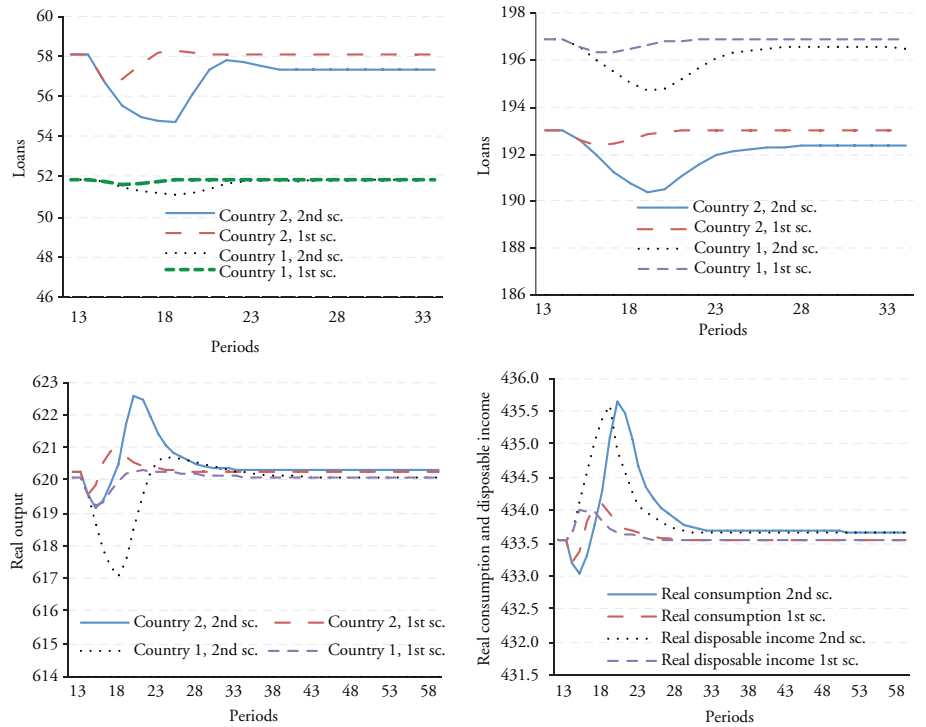 60
58
56
54
52
50
48
46
Loans
Country 2, 2nd sc.
Country 2, 1st sc.
Country 1, 2nd sc.
Country 1, 1st sc.
13 18 23 28 33
Periods
198
196
194
192
190
188
186
Loans
Country 2, 2nd sc.
Country 2, 1st sc.
Country 1, 2nd sc.
Country 1, 1st sc.
13 18 23 28 33
Periods
623
622
621
620
619
618
617
616
615
614
Real output
Country 2, 2nd sc. Country 2, 1st sc.
Country 1, 2nd sc. Country 1, 1st sc.
13 18 23 28 33 38 43 48 53 58
Periods
436.0
435.5
435.0
434.5
434.0
433.5
433.0
432.5
432.0
431.5
Real consumption and disposable income
Real consumption 2nd sc.
Real consumption 1st sc.
Real disposable income 2nd sc.
Real disposable income 1st sc.
13 18 23 28 33 38 43 48 53 58
Periods